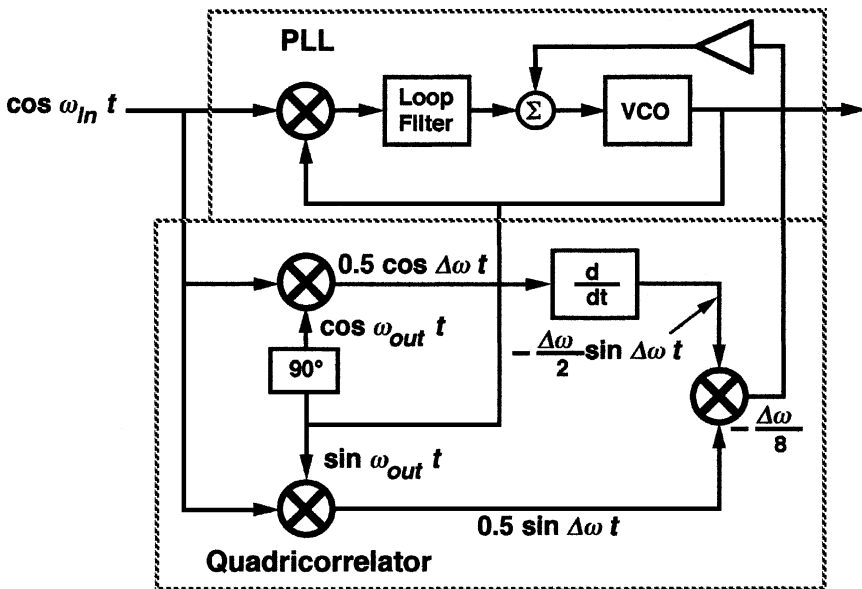 PLL
cos ω_in t
Loop
Filter
Σ
VCO
0.5 cos Δω t
d
dt
cos ω_out t
- Δω/2 sin Δω t
90°
- Δω/8
sin ω_out t
0.5 sin Δω t
Quadricorrelator